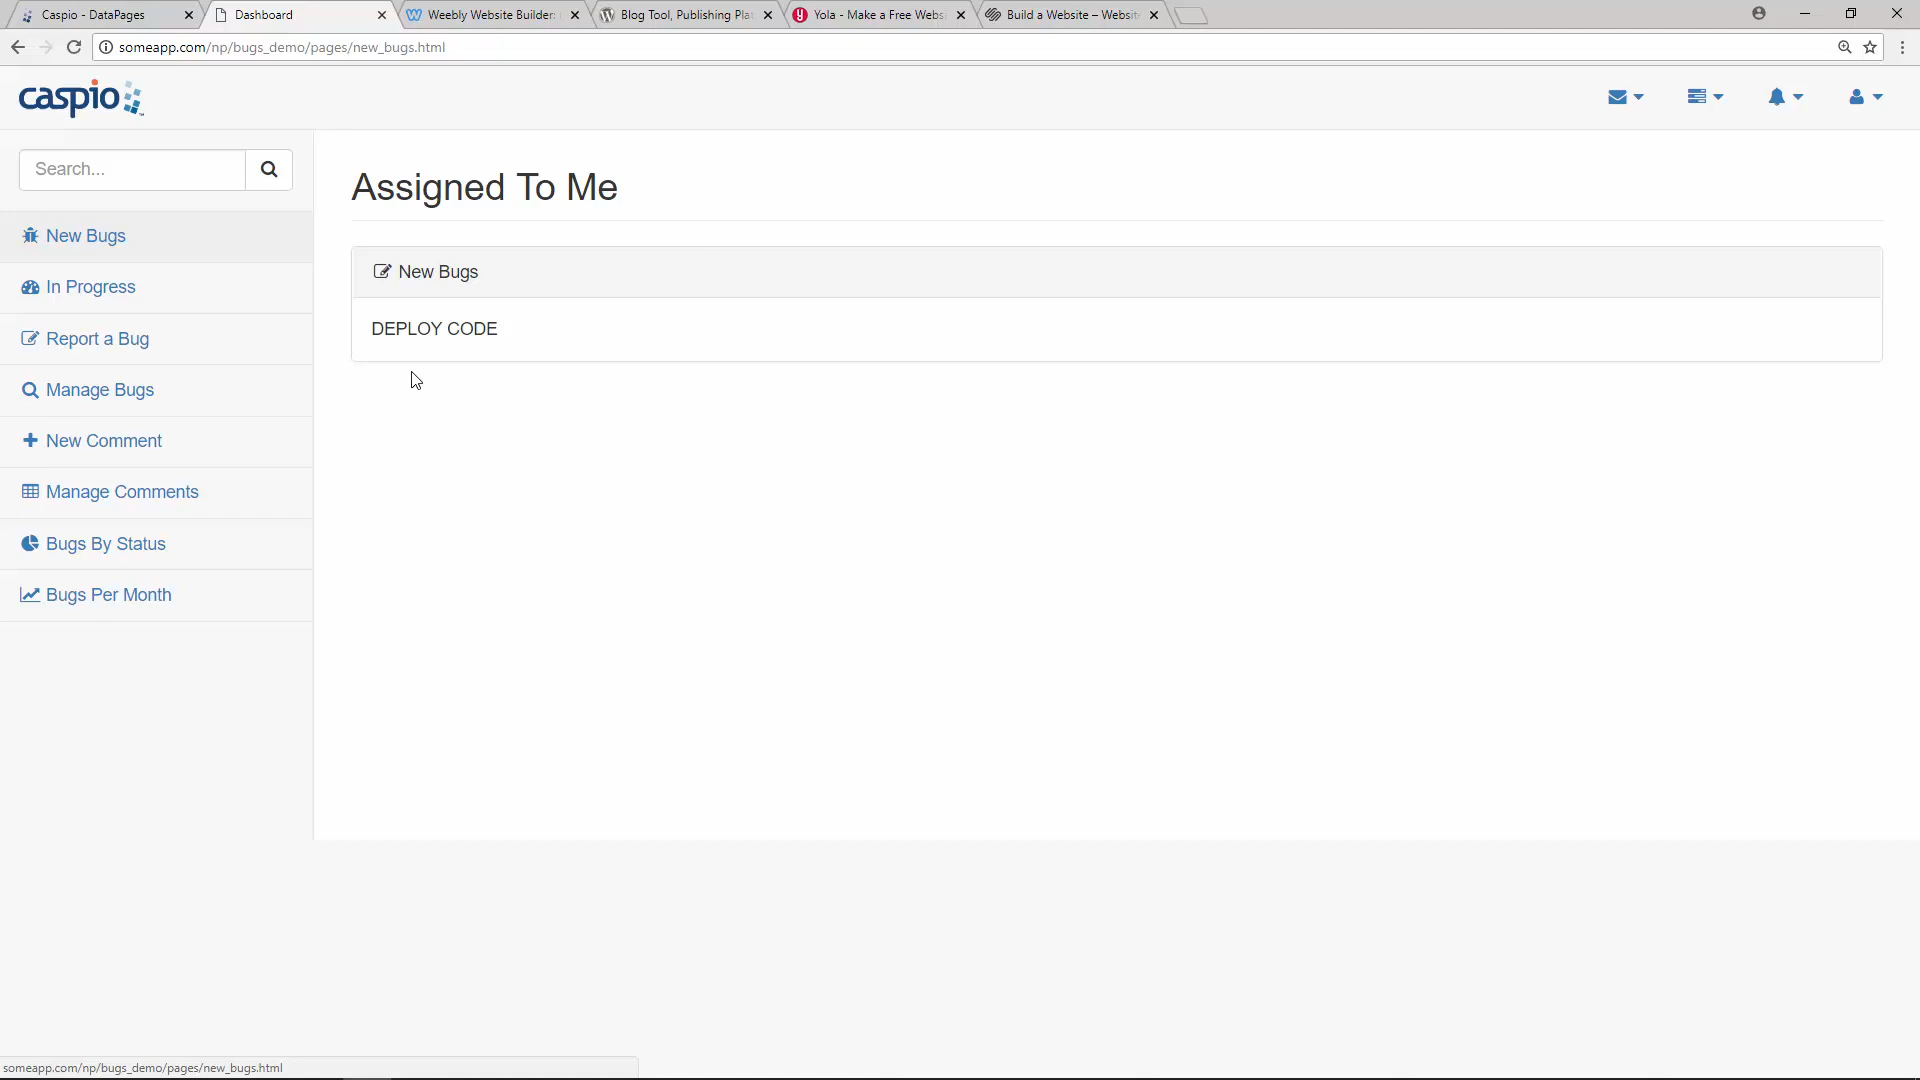 Caspio - DataPages
Dashboard
Weebly Website Builder:
Blog Tool, Publishing Pla
Yola - Make a Free Webs
Build a Website – Websit
someapp.com/np/bugs_demo/pages/new_bugs.html
caspio
Search...
New Bugs
In Progress
Report a Bug
Manage Bugs
New Comment
Manage Comments
Bugs By Status
Bugs Per Month
Assigned To Me
New Bugs
DEPLOY CODE
someapp.com/np/bugs_demo/pages/new_bugs.html